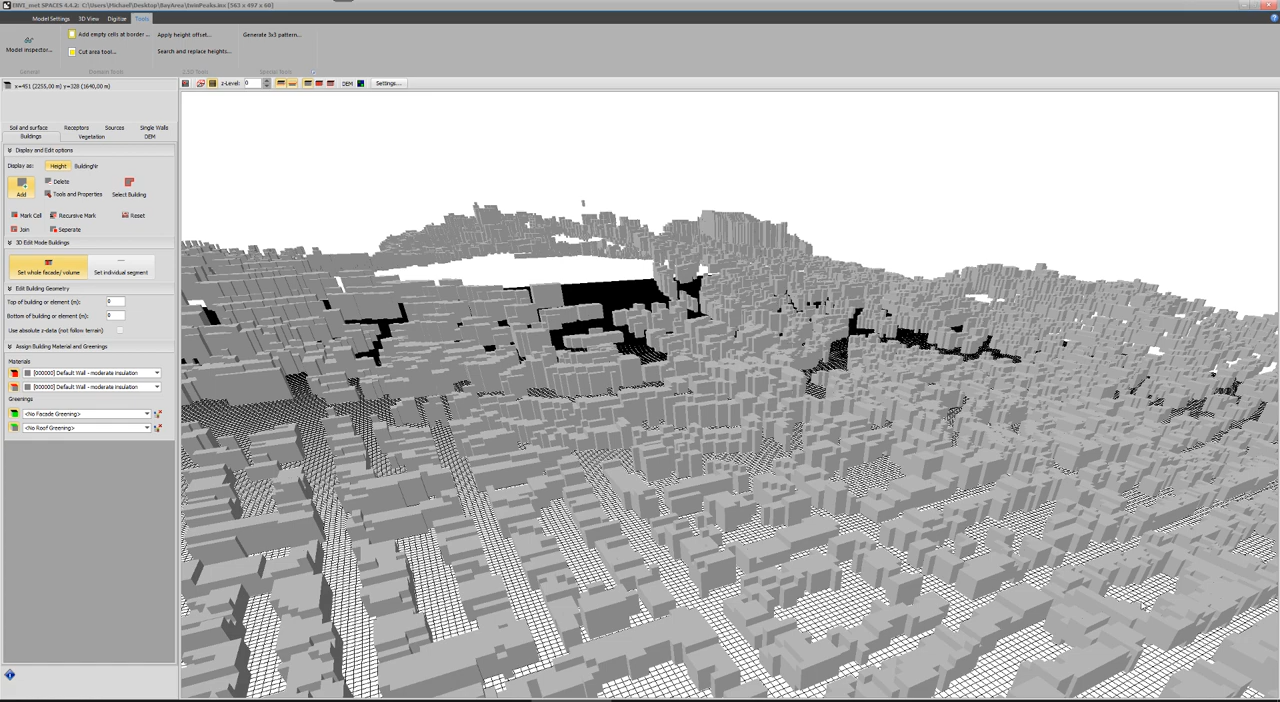 ENVI_met SPACES 4.4.2: C:\Users\Michael\Desktop\BayArea\twinPeaks.inx [563 x 497 x 60]
Model Settings 3D View Digitize Tools
Model inspector...
General
Add empty cells at border ...
Cut area tool...
Domain Tools
Apply height offset...
Search and replace heights...
2.5D Tools
Generate 3x3 pattern...
Special Tools
x=451 (2255,00 m) y=328 (1640,00 m)
z-Level: 0 DEM Settings...
Soil and surface Receptors Sources Single Walls
Buildings Vegetation DEM
Display and Edit options
Display as: Height BuildingNr
Add
Delete
Tools and Properties
Select Building
Mark Cell Recursive Mark Reset
Join Seperate
3D Edit Mode Buildings
Set whole facade/ volume Set individual segment
Edit Building Geometry
Top of building or element (m): 0
Bottom of building or element (m): 0
Use absolute z-data (not follow terrain)
Assign Building Material and Greenings
Materials
[000000] Default Wall - moderate insulation
[000000] Default Wall - moderate insulation
Greenings
<No Facade Greening>
<No Roof Greening>